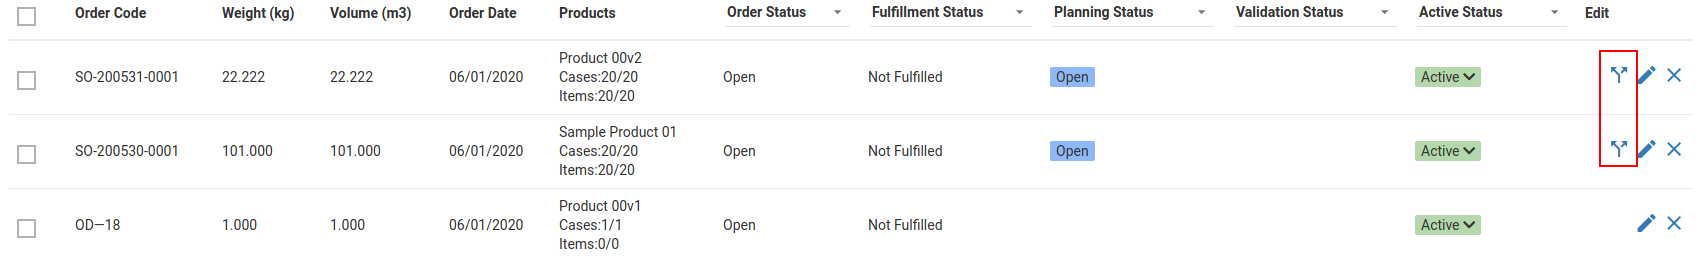 Order Code Weight (kg) Volume (m3) Order Date Products Order Status Fulfillment Status Planning Status Validation Status Active Status Edit
Product 00v2
SO-200531-0001 22.222 22.222 06/01/2020 Cases:20/20 Open Not Fulfilled Open Active
Items:20/20
Sample Product 01
SO-200530-0001 101.000 101.000 06/01/2020 Cases:20/20 Open Not Fulfilled Open Active
Items:20/20
Product 00v1
OD—18 1.000 1.000 06/01/2020 Cases:1/1 Open Not Fulfilled Active
Items:0/0